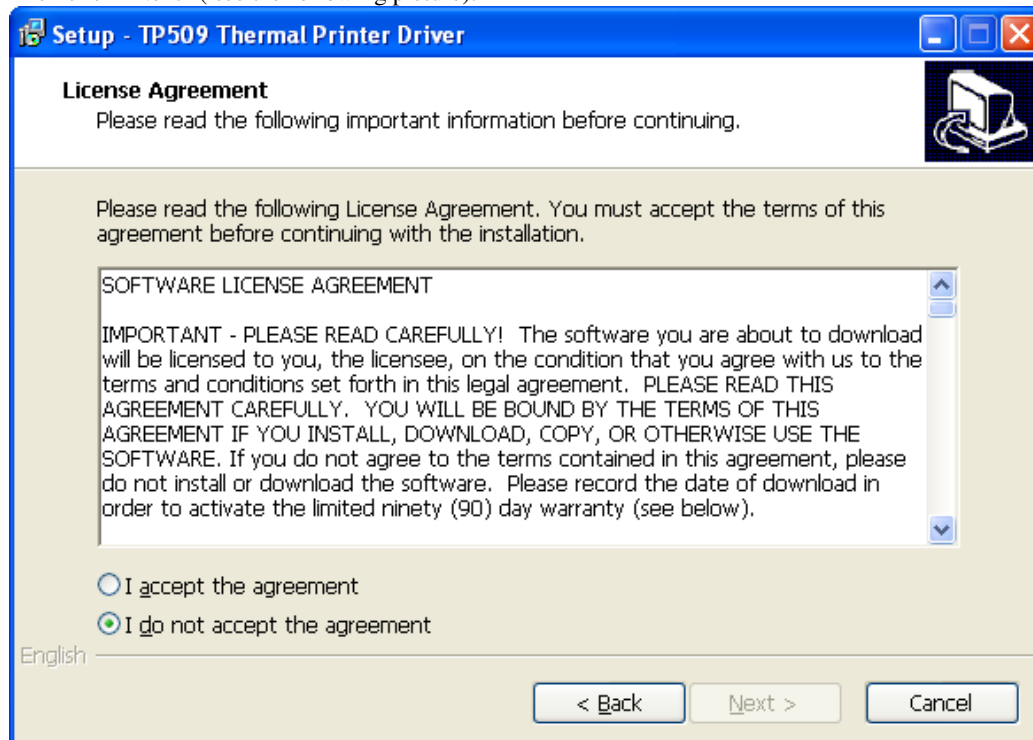 Setup - TP509 Thermal Printer Driver
License Agreement
Please read the following important information before continuing.
Please read the following License Agreement. You must accept the terms of this
agreement before continuing with the installation.
SOFTWARE LICENSE AGREEMENT
IMPORTANT - PLEASE READ CAREFULLY!  The software you are about to download
will be licensed to you, the licensee, on the condition that you agree with us to the
terms and conditions set forth in this legal agreement.  PLEASE READ THIS
AGREEMENT CAREFULLY.  YOU WILL BE BOUND BY THE TERMS OF THIS
AGREEMENT IF YOU INSTALL, DOWNLOAD, COPY, OR OTHERWISE USE THE
SOFTWARE. If you do not agree to the terms contained in this agreement, please
do not install or download the software.  Please record the date of download in
order to activate the limited ninety (90) day warranty (see below).
I accept the agreement
I do not accept the agreement
English
< Back
Next >
Cancel